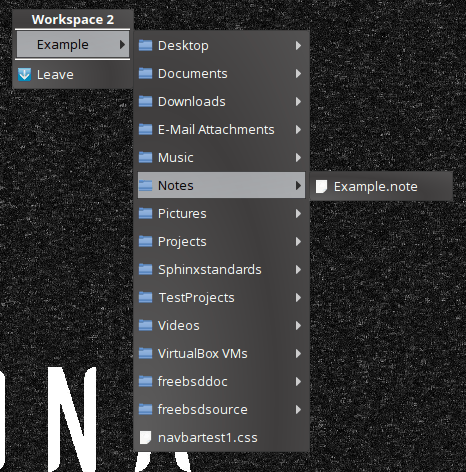 Workspace 2
Example
Leave
Desktop
Documents
Downloads
E-Mail Attachments
Music
Notes
Example.note
Pictures
Projects
Sphinxstandards
TestProjects
Videos
VirtualBox VMs
freebsddoc
freebsdsource
navbartest1.css